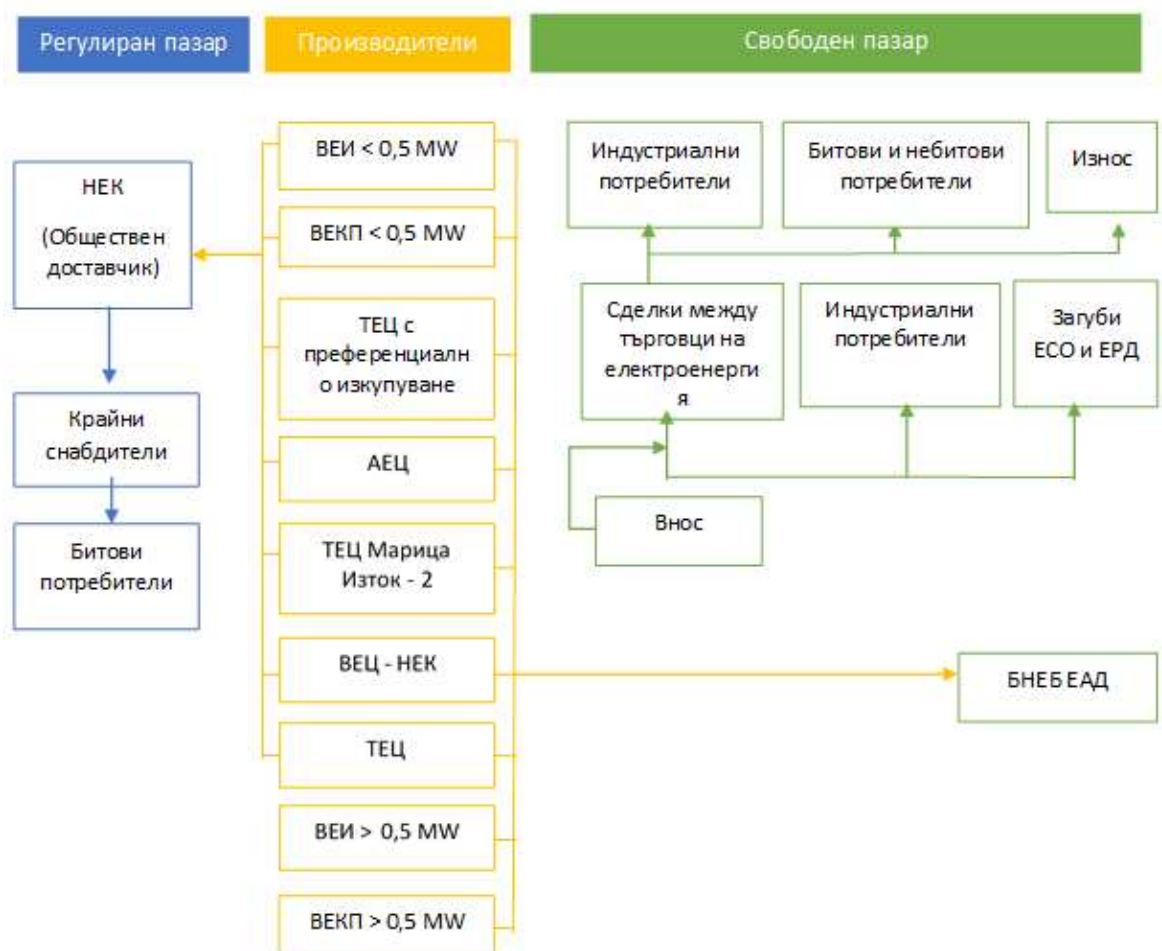 Регулиран пазар
Производители
Свободен пазар
НЕК
(Обществен
доставчик)
Крайни
снабдители
Битови
потребители
ВЕИ < 0,5 MW
ВЕКП < 0,5 MW
ТЕЦ с
преференциалн
о изкупуване
АЕЦ
ТЕЦ Марица
Изток - 2
ВЕЦ - НЕК
ТЕЦ
ВЕИ > 0,5 MW
ВЕКП > 0,5 MW
Индустриални
потребители
Битови и небитови
потребители
Износ
Сделки между
търговци на
електроенерги
я
Индустриални
потребители
Загуби
ЕСО и ЕРД
Внос
БНЕБ ЕАД